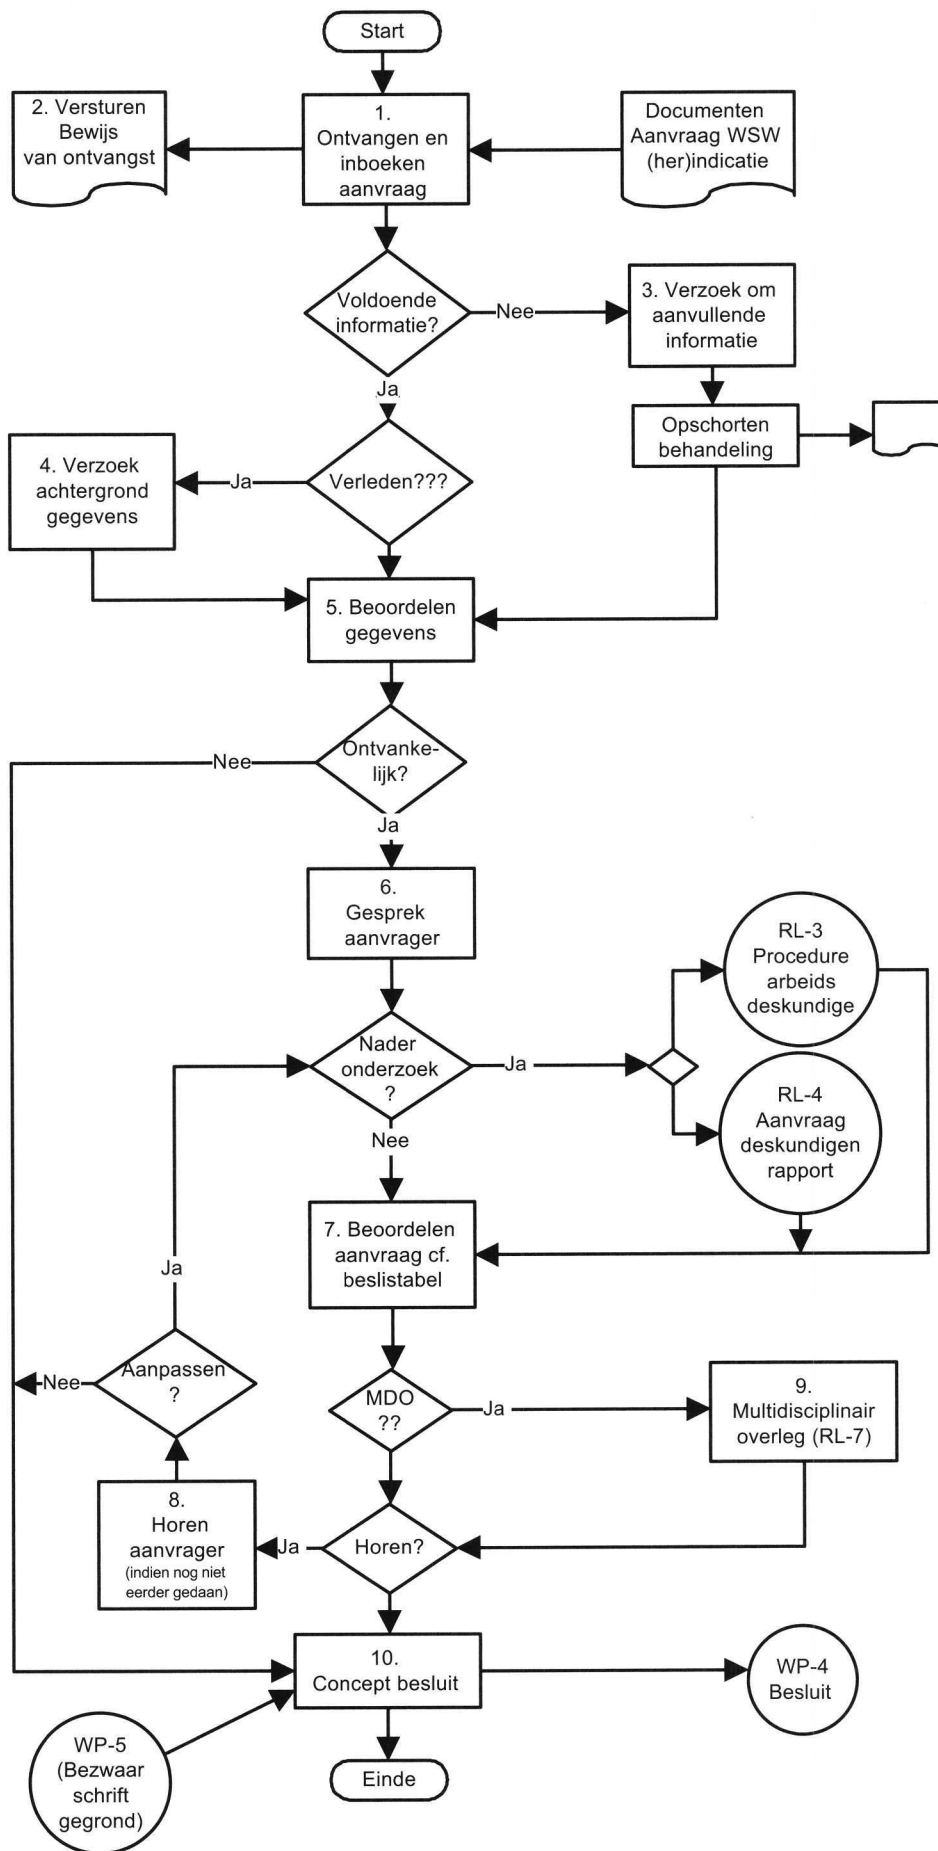 Start
2. Versturen
Bewijs
van ontvangst
1.
Ontvangen en
inboeken
aanvraag
Documenten
Aanvraag WSW
(her)indicatie
Voldoende
informatie?
Nee
3. Verzoek om
aanvullende
informatie
Ja
Opschorten
behandeling
4. Verzoek
achtergrond
gegevens
Ja
Verleden???
5. Beoordelen
gegevens
Nee
Ontvanke-
lijk?
Ja
6.
Gesprek
aanvrager
RL-3
Procedure
arbeids
deskundige
Nader
onderzoek
?
Ja
Nee
RL-4
Aanvraag
deskundigen
rapport
7. Beoordelen
aanvraag cf.
beslistabel
Ja
Nee
Aanpassen
?
MDO
??
Ja
9.
Multidisciplinair
overleg (RL-7)
8.
Horen
aanvrager
(indien nog niet
eerder gedaan)
Ja
Horen?
10.
Concept besluit
WP-4
Besluit
WP-5
(Bezwaar
schrift
gegrond)
Einde